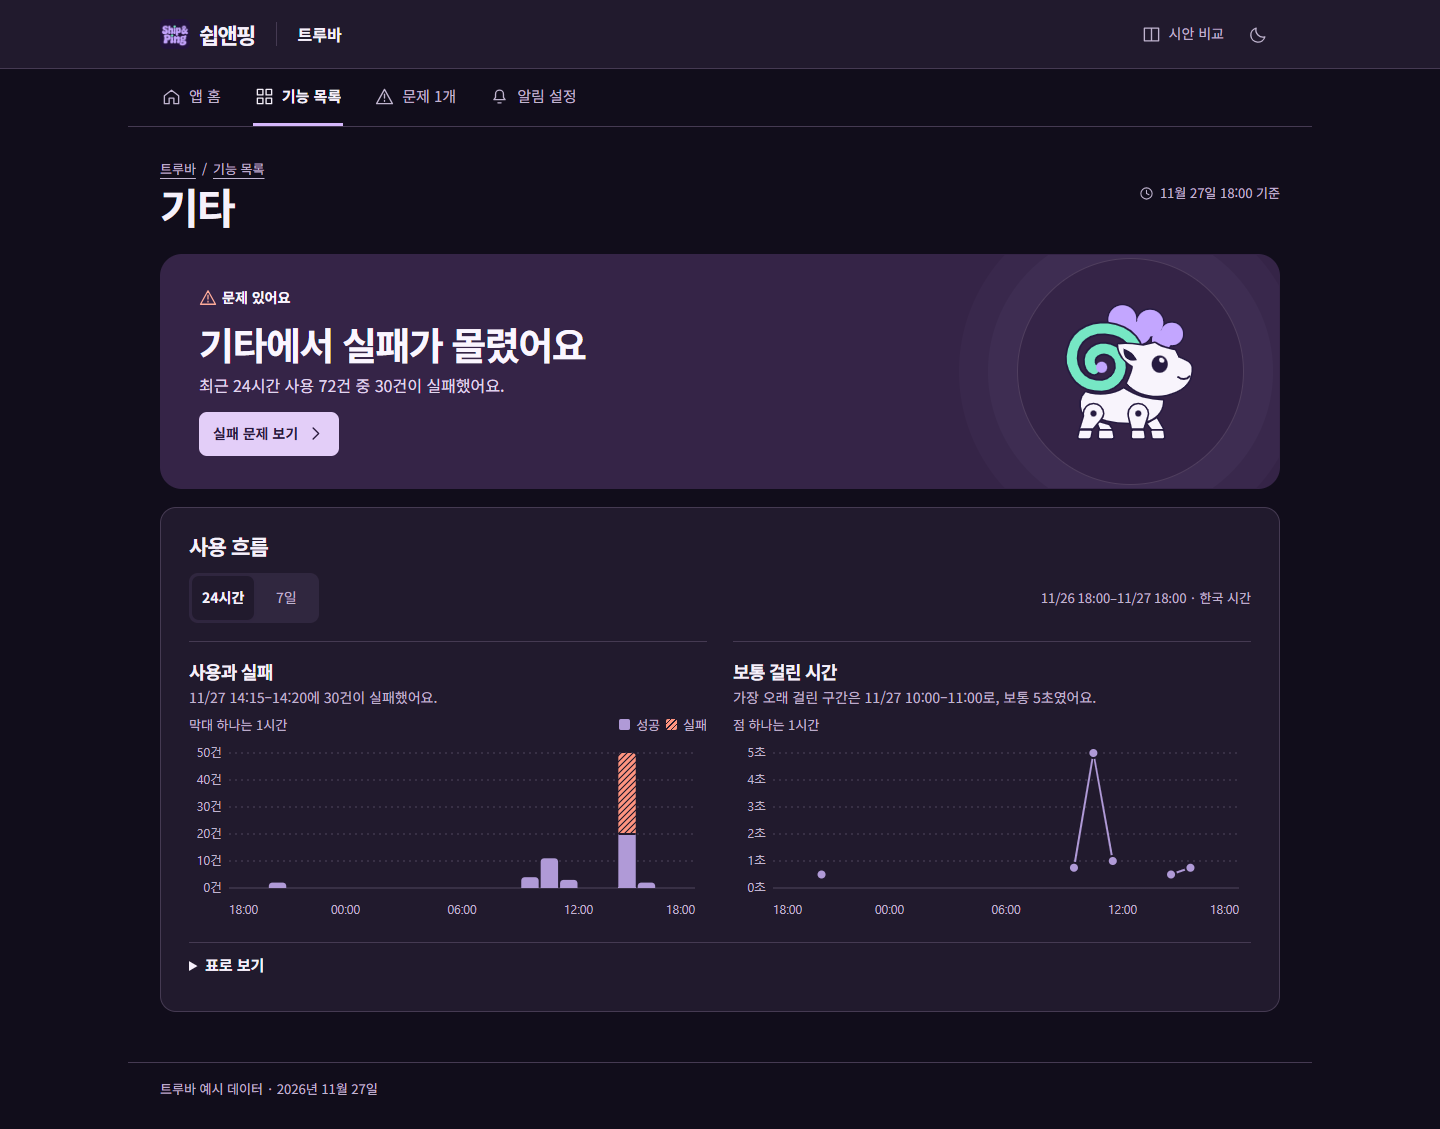 Ship&
Ping
쉽앤핑
트루바
시안 비교
앱 홈
기능 목록
문제 1개
알림 설정
트루바 / 기능 목록
기타
11월 27일 18:00 기준
문제 있어요
기타에서 실패가 몰렸어요
최근 24시간 사용 72건 중 30건이 실패했어요.
실패 문제 보기
사용 흐름
24시간
7일
11/26 18:00–11/27 18:00 · 한국 시간
사용과 실패
11/27 14:15–14:20에 30건이 실패했어요.
막대 하나는 1시간
성공
실패
50건
40건
30건
20건
10건
0건
18:00
00:00
06:00
12:00
18:00
보통 걸린 시간
가장 오래 걸린 구간은 11/27 10:00–11:00로, 보통 5초였어요.
점 하나는 1시간
5초
4초
3초
2초
1초
0초
18:00
00:00
06:00
12:00
18:00
표로 보기
트루바 예시 데이터 · 2026년 11월 27일